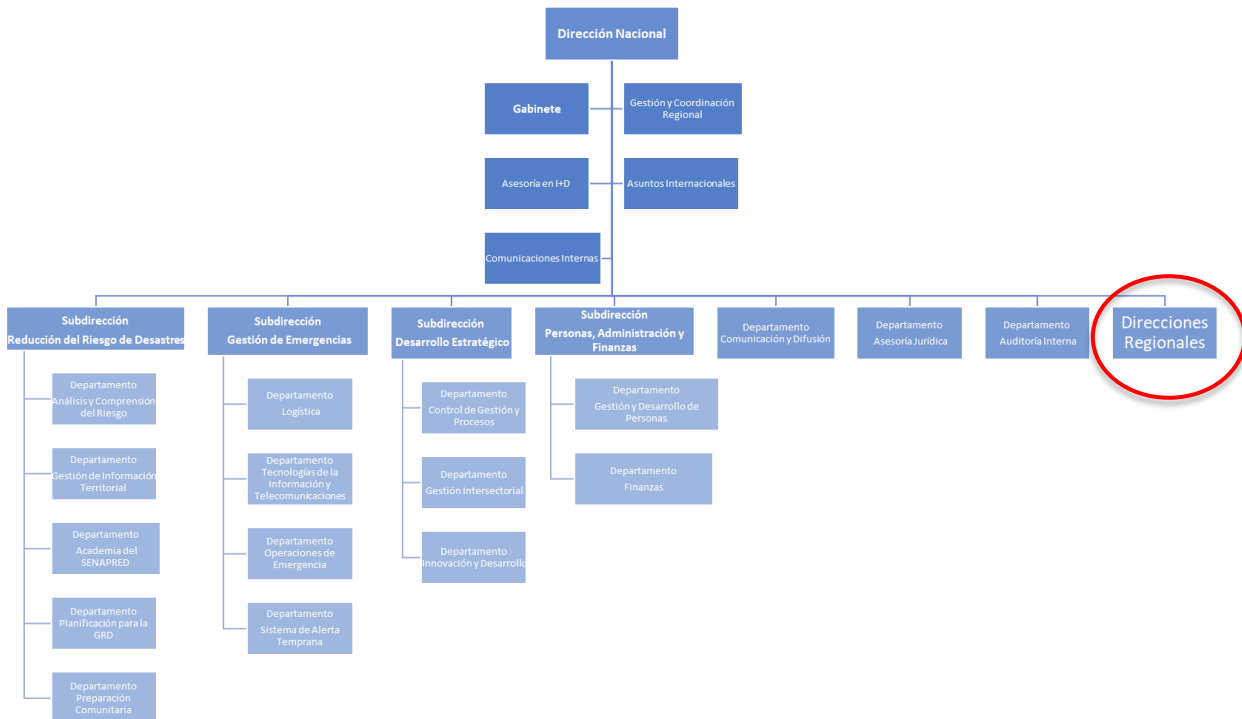 Dirección Nacional
Gabinete
Gestión y Coordinación
Regional
Asesoría en I+D
Asuntos Internacionales
Comunicaciones Internas
Subdirección
Reducción del Riesgo de Desastres
Departamento
Análisis y Comprensión
del Riesgo
Departamento
Gestión de Información
Territorial
Departamento
Academia del
SENAPRED
Departamento
Planificación para la
GRD
Departamento
Preparación
Comunitaria
Subdirección
Gestión de Emergencias
Departamento
Logística
Departamento
Tecnologías de la
Información y
Telecomunicaciones
Departamento
Operaciones de
Emergencia
Departamento
Sistema de Alerta
Temprana
Subdirección
Desarrollo Estratégico
Departamento
Control de Gestión y
Procesos
Departamento
Gestión Intersectorial
Departamento
Innovación y Desarrollo
Subdirección
Personas, Administración y
Finanzas
Departamento
Gestión y Desarrollo de
Personas
Departamento
Finanzas
Departamento
Comunicación y Difusión
Departamento
Asesoría Jurídica
Departamento
Auditoría Interna
Direcciones
Regionales